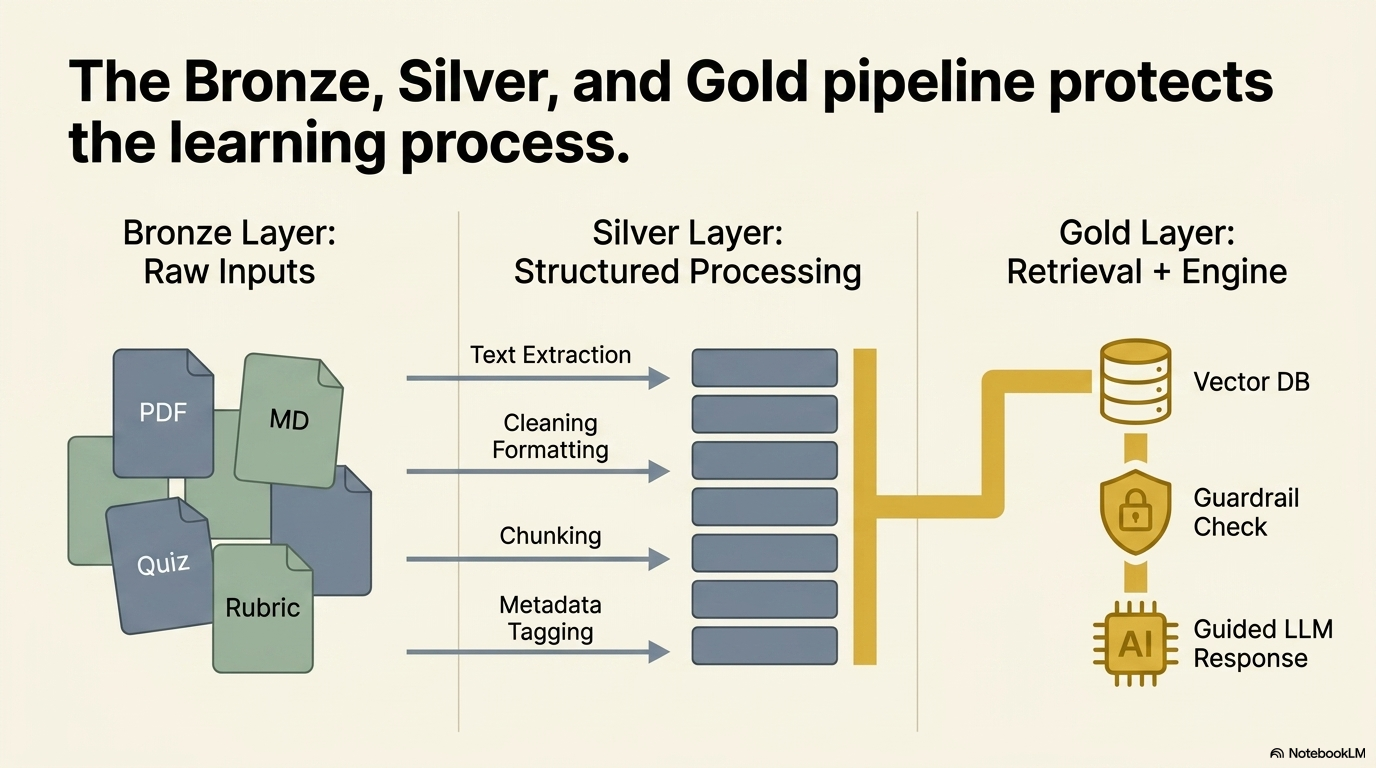 The Bronze, Silver, and Gold pipeline protects
the learning process.
Bronze Layer:
Raw Inputs
PDF
MD
Quiz
Rubric
Silver Layer:
Structured Processing
Text Extraction
Cleaning
Formatting
Chunking
Metadata
Tagging
Gold Layer:
Retrieval + Engine
Vector DB
Guardrail
Check
AI
Guided LLM
Response
NotebookLM